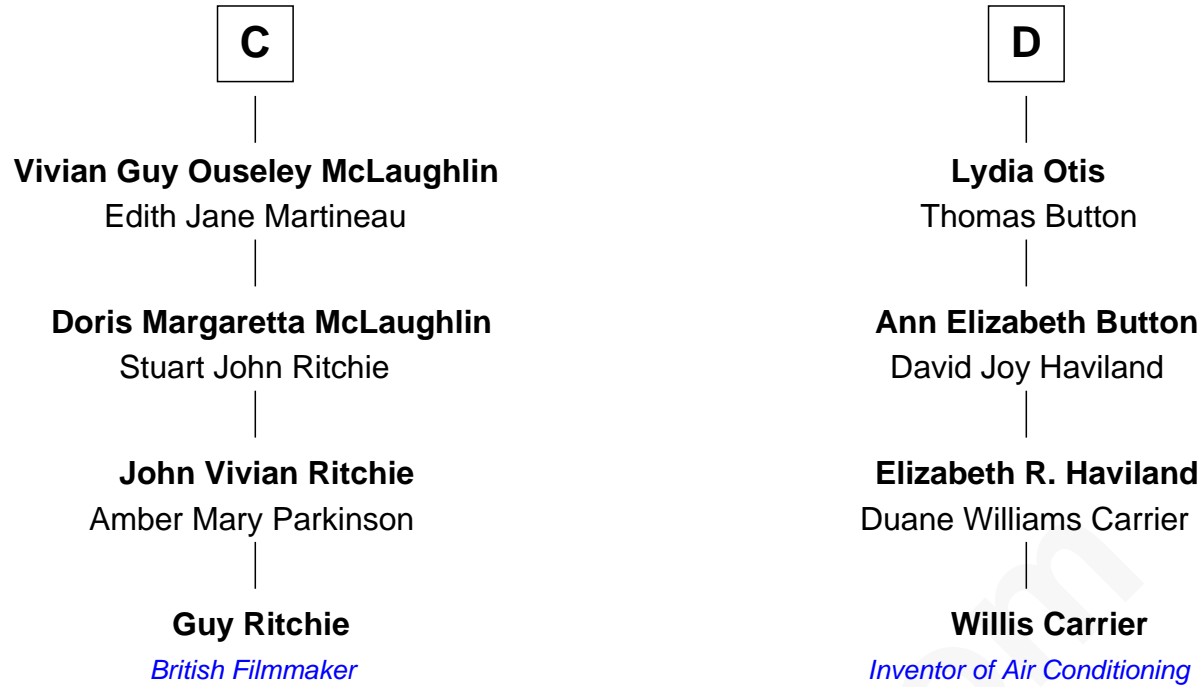 C
Vivian Guy Ouseley McLaughlin
Edith Jane Martineau
Doris Margaretta McLaughlin
Stuart John Ritchie
John Vivian Ritchie
Amber Mary Parkinson
Guy Ritchie
British Filmmaker
D
Lydia Otis
Thomas Button
Ann Elizabeth Button
David Joy Haviland
Elizabeth R. Haviland
Duane Williams Carrier
Willis Carrier
Inventor of Air Conditioning